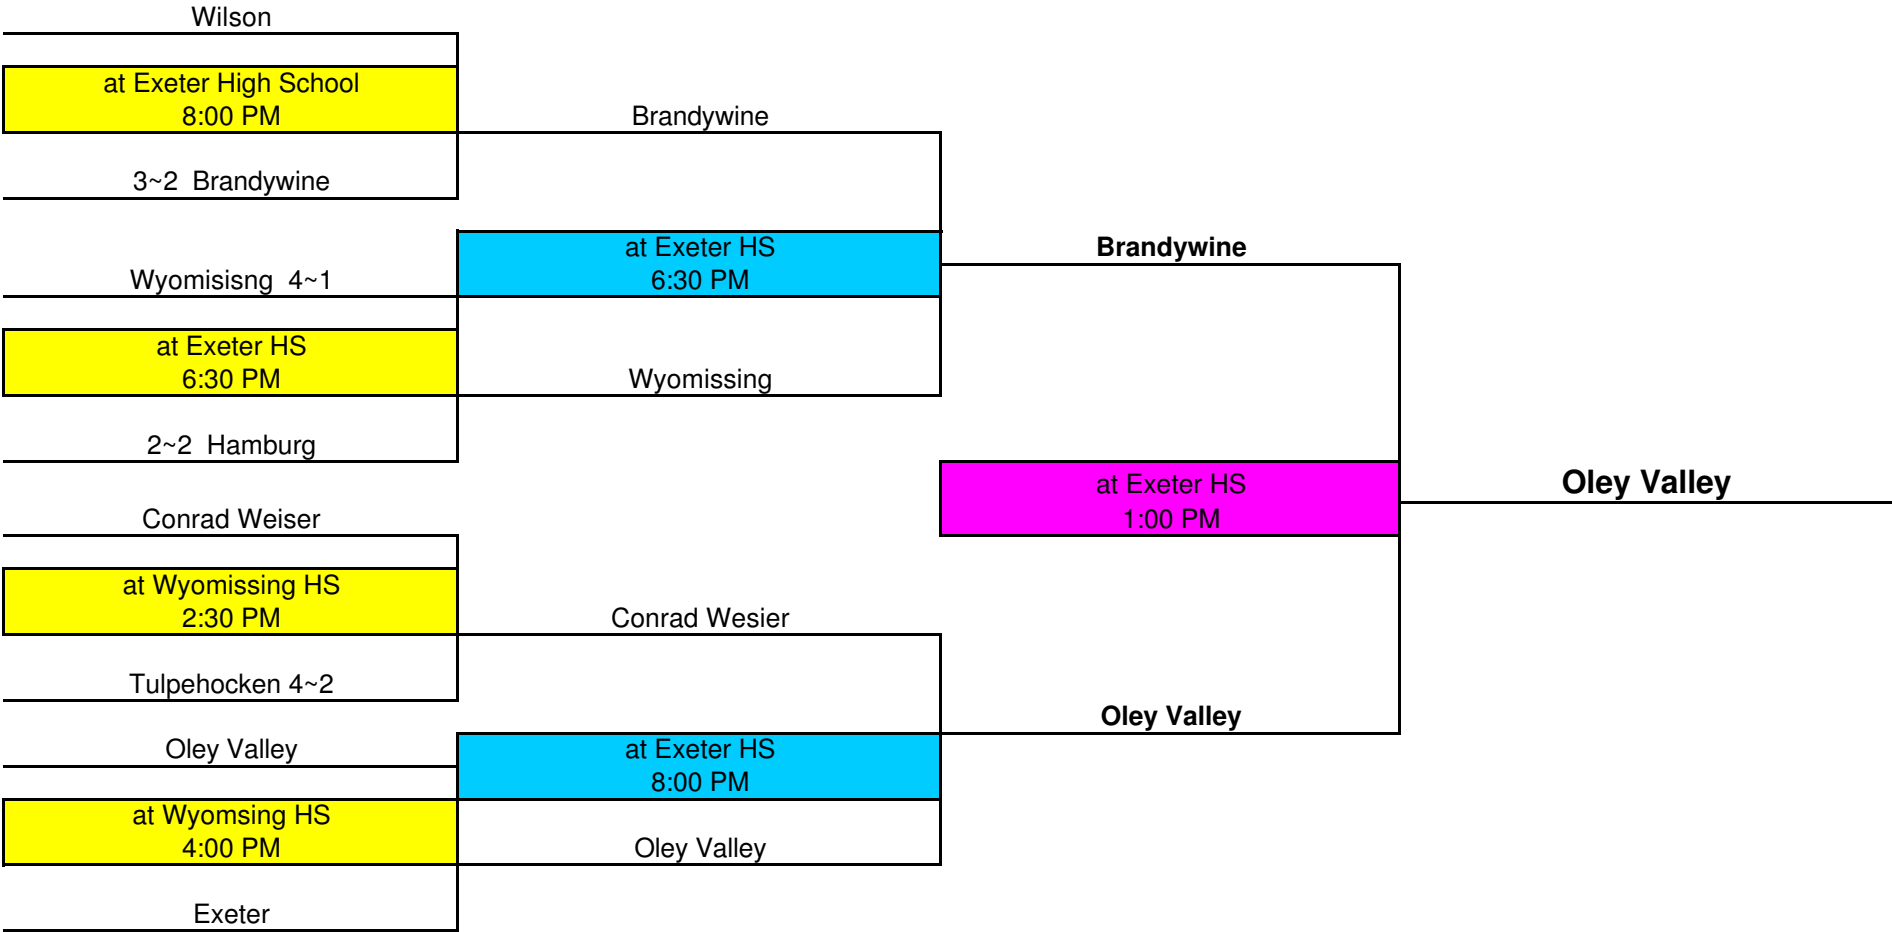 Wilson
at Exeter High School
8:00 PM
3~2  Brandywine
Wyomisisng  4~1
at Exeter HS
6:30 PM
2~2  Hamburg
Conrad Weiser
at Wyomissing HS
2:30 PM
Tulpehocken 4~2
Oley Valley
at Wyomsing HS
4:00 PM
Exeter
Brandywine
at Exeter HS
6:30 PM
Wyomissing
Conrad Wesier
at Exeter HS
8:00 PM
Oley Valley
Brandywine
at Exeter HS
1:00 PM
Oley Valley
Oley Valley